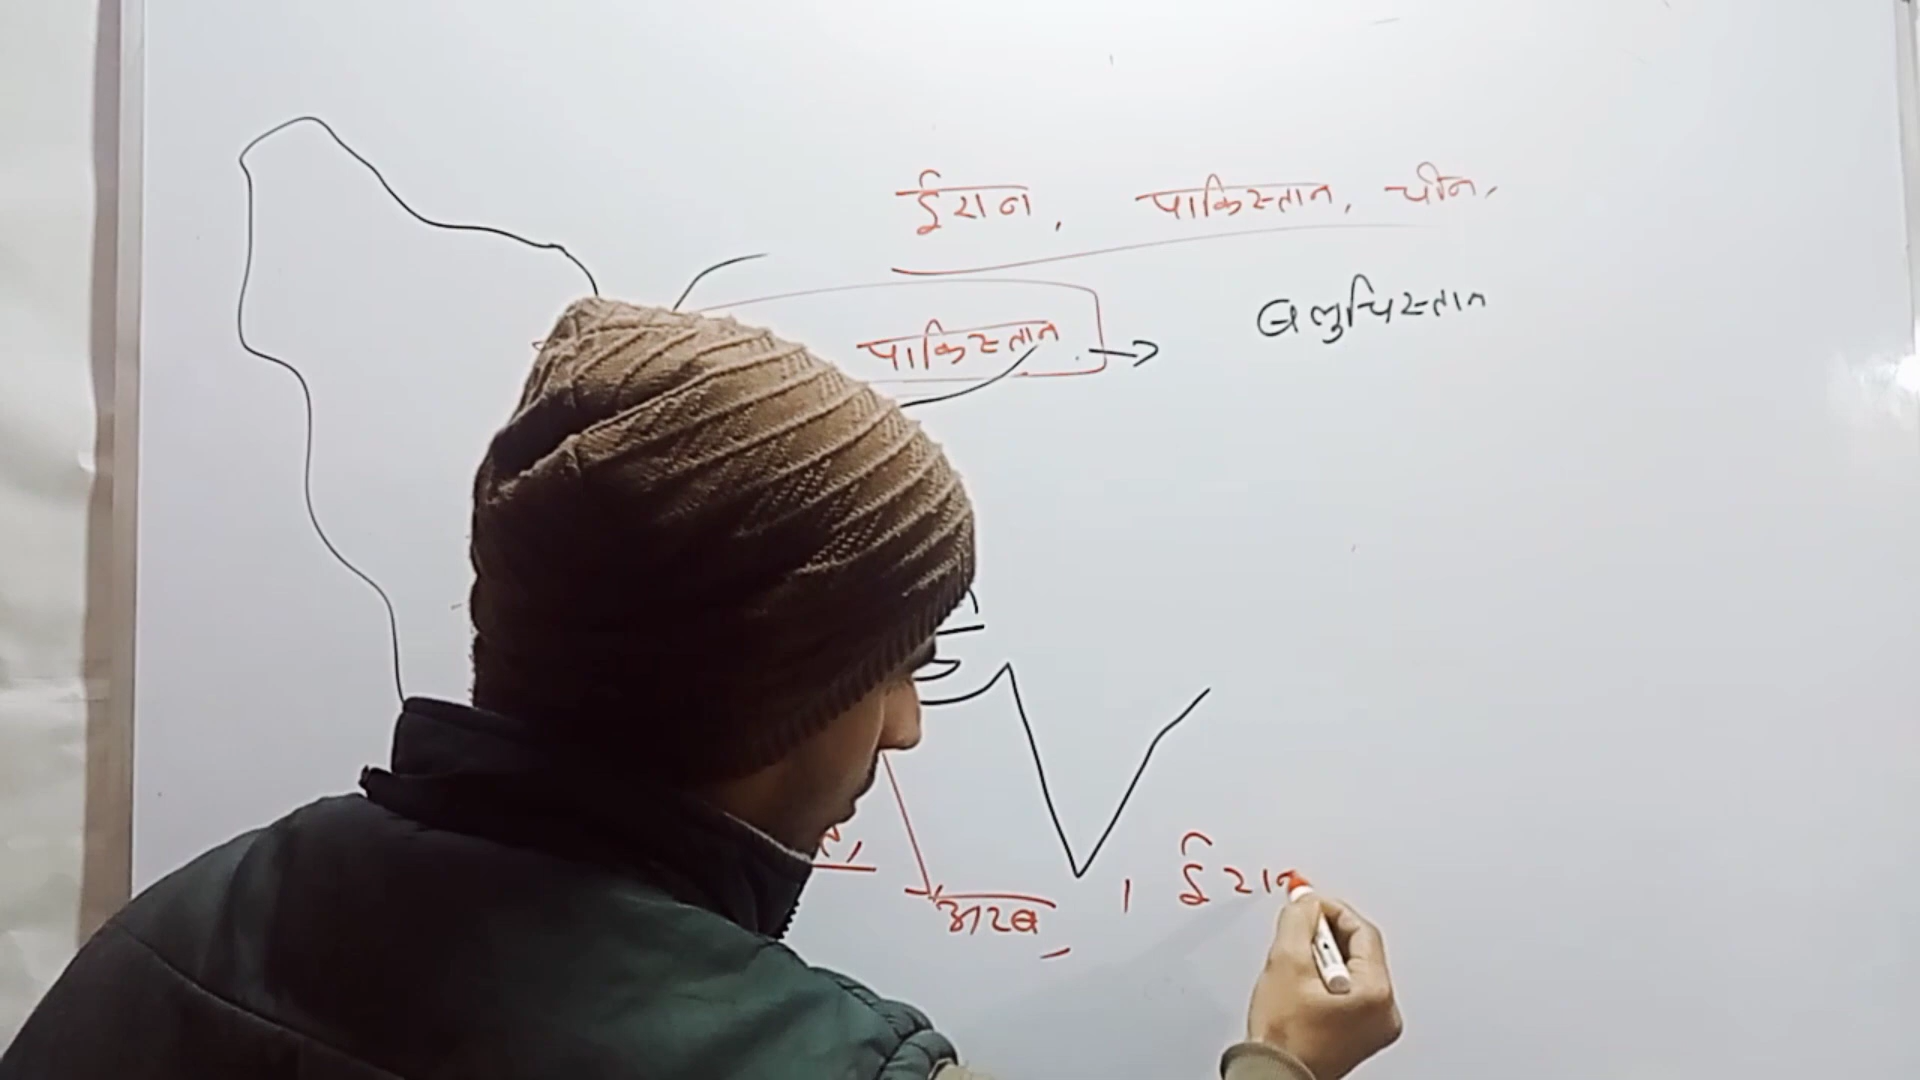 ईरान, पाकिस्तान, चीन,
बलुचिस्तान
पाकिस्तान
अरब, । ईरान